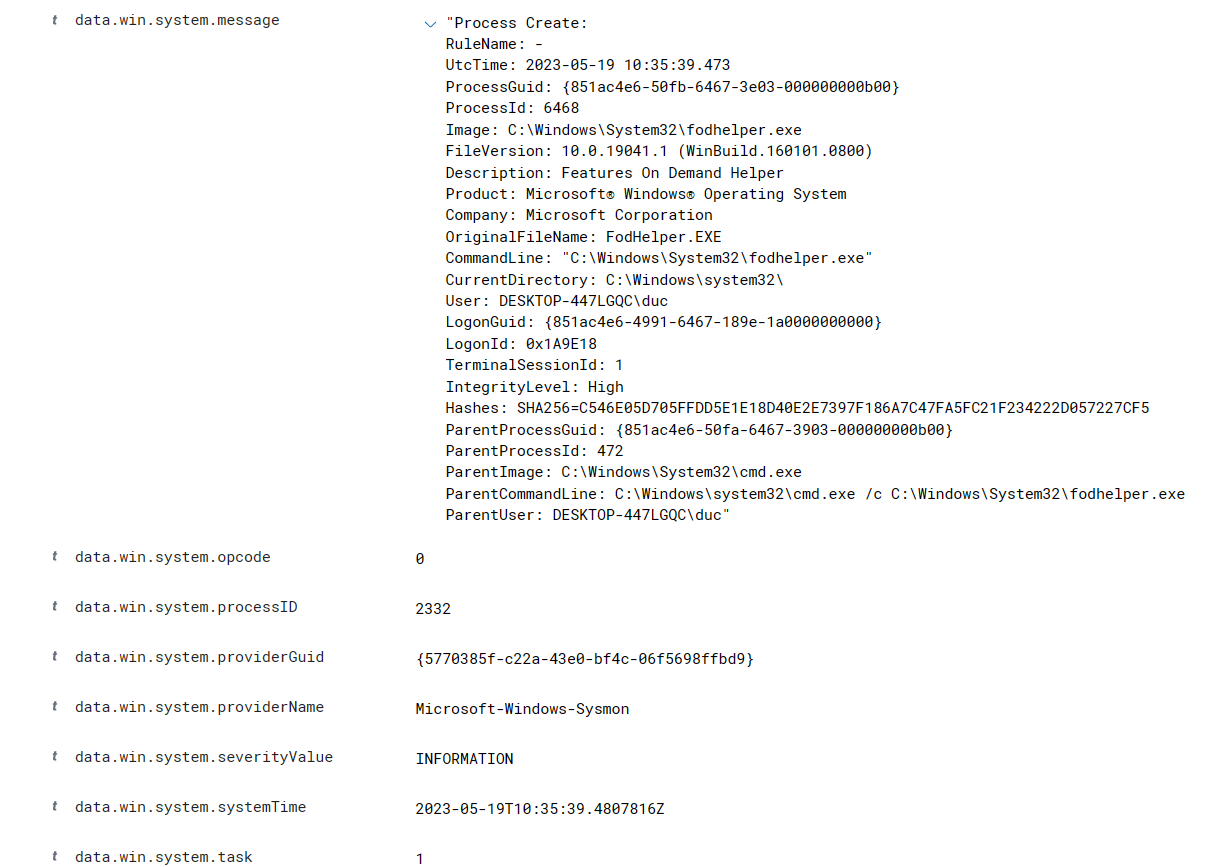 t data.win.system.message "Process Create:
RuleName: -
UtcTime: 2023-05-19 10:35:39.473
ProcessGuid: {851ac4e6-50fb-6467-3e03-000000000b00}
ProcessId: 6468
Image: C:\Windows\System32\fodhelper.exe
FileVersion: 10.0.19041.1 (WinBuild.160101.0800)
Description: Features On Demand Helper
Product: Microsoft® Windows® Operating System
Company: Microsoft Corporation
OriginalFileName: FodHelper.EXE
CommandLine: "C:\Windows\System32\fodhelper.exe"
CurrentDirectory: C:\Windows\system32\
User: DESKTOP-447LGQC\duc
LogonGuid: {851ac4e6-4991-6467-189e-1a0000000000}
LogonId: 0x1A9E18
TerminalSessionId: 1
IntegrityLevel: High
Hashes: SHA256=C546E05D705FFDD5E1E18D40E2E7397F186A7C47FA5FC21F234222D057227CF5
ParentProcessGuid: {851ac4e6-50fa-6467-3903-000000000b00}
ParentProcessId: 472
ParentImage: C:\Windows\System32\cmd.exe
ParentCommandLine: C:\Windows\system32\cmd.exe /c C:\Windows\System32\fodhelper.exe
ParentUser: DESKTOP-447LGQC\duc"
t data.win.system.opcode 0
t data.win.system.processID 2332
t data.win.system.providerGuid {5770385f-c22a-43e0-bf4c-06f5698ffbd9}
t data.win.system.providerName Microsoft-Windows-Sysmon
t data.win.system.severityValue INFORMATION
t data.win.system.systemTime 2023-05-19T10:35:39.4807816Z
t data.win.system.task 1